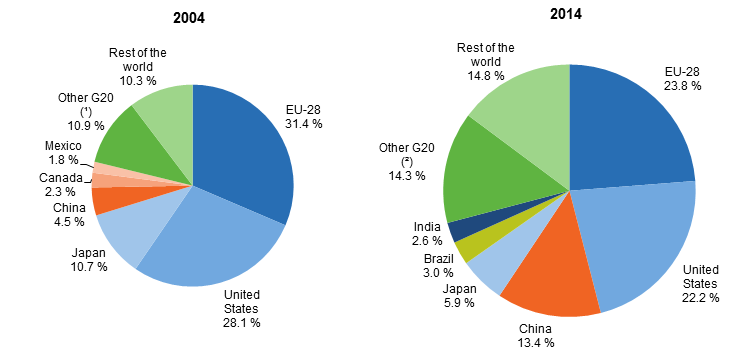 2004
Rest of the
world
10.3 %
EU-28
31.4 %
Other G20
(¹)
10.9 %
Mexico
1.8 %
Canada
2.3 %
China
4.5 %
Japan
10.7 %
United
States
28.1 %
2014
Rest of the
world
14.8 %
EU-28
23.8 %
Other G20
(²)
14.3 %
India
2.6 %
Brazil
3.0 %
Japan
5.9 %
China
13.4 %
United
States
22.2 %